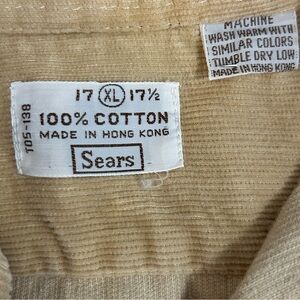 17 XL 17½
100% COTTON
MADE IN HONG KONG
Sears
105-138
MACHINE
WASH WARM WITH
SIMILAR COLORS
TUMBLE DRY LOW
MADE IN HONG KONG